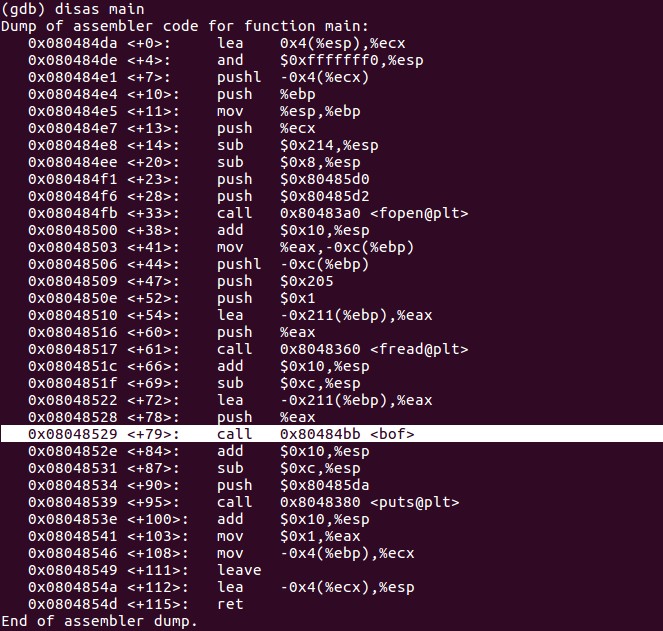 (gdb) disas main
Dump of assembler code for function main:
   0x080484da <+0>:     lea    0x4(%esp),%ecx
   0x080484de <+4>:     and    $0xfffffff0,%esp
   0x080484e1 <+7>:     pushl  -0x4(%ecx)
   0x080484e4 <+10>:    push   %ebp
   0x080484e5 <+11>:    mov    %esp,%ebp
   0x080484e7 <+13>:    push   %ecx
   0x080484e8 <+14>:    sub    $0x214,%esp
   0x080484ee <+20>:    sub    $0x8,%esp
   0x080484f1 <+23>:    push   $0x80485d0
   0x080484f6 <+28>:    push   $0x80485d2
   0x080484fb <+33>:    call   0x80483a0 <fopen@plt>
   0x08048500 <+38>:    add    $0x10,%esp
   0x08048503 <+41>:    mov    %eax,-0xc(%ebp)
   0x08048506 <+44>:    pushl  -0xc(%ebp)
   0x08048509 <+47>:    push   $0x205
   0x0804850e <+52>:    push   $0x1
   0x08048510 <+54>:    lea    -0x211(%ebp),%eax
   0x08048516 <+60>:    push   %eax
   0x08048517 <+61>:    call   0x8048360 <fread@plt>
   0x0804851c <+66>:    add    $0x10,%esp
   0x0804851f <+69>:    sub    $0xc,%esp
   0x08048522 <+72>:    lea    -0x211(%ebp),%eax
   0x08048528 <+78>:    push   %eax
   0x08048529 <+79>:    call   0x80484bb <bof>
   0x0804852e <+84>:    add    $0x10,%esp
   0x08048531 <+87>:    sub    $0xc,%esp
   0x08048534 <+90>:    push   $0x80485da
   0x08048539 <+95>:    call   0x8048380 <puts@plt>
   0x0804853e <+100>:   add    $0x10,%esp
   0x08048541 <+103>:   mov    $0x1,%eax
   0x08048546 <+108>:   mov    -0x4(%ebp),%ecx
   0x08048549 <+111>:   leave
   0x0804854a <+112>:   lea    -0x4(%ecx),%esp
   0x0804854d <+115>:   ret
End of assembler dump.